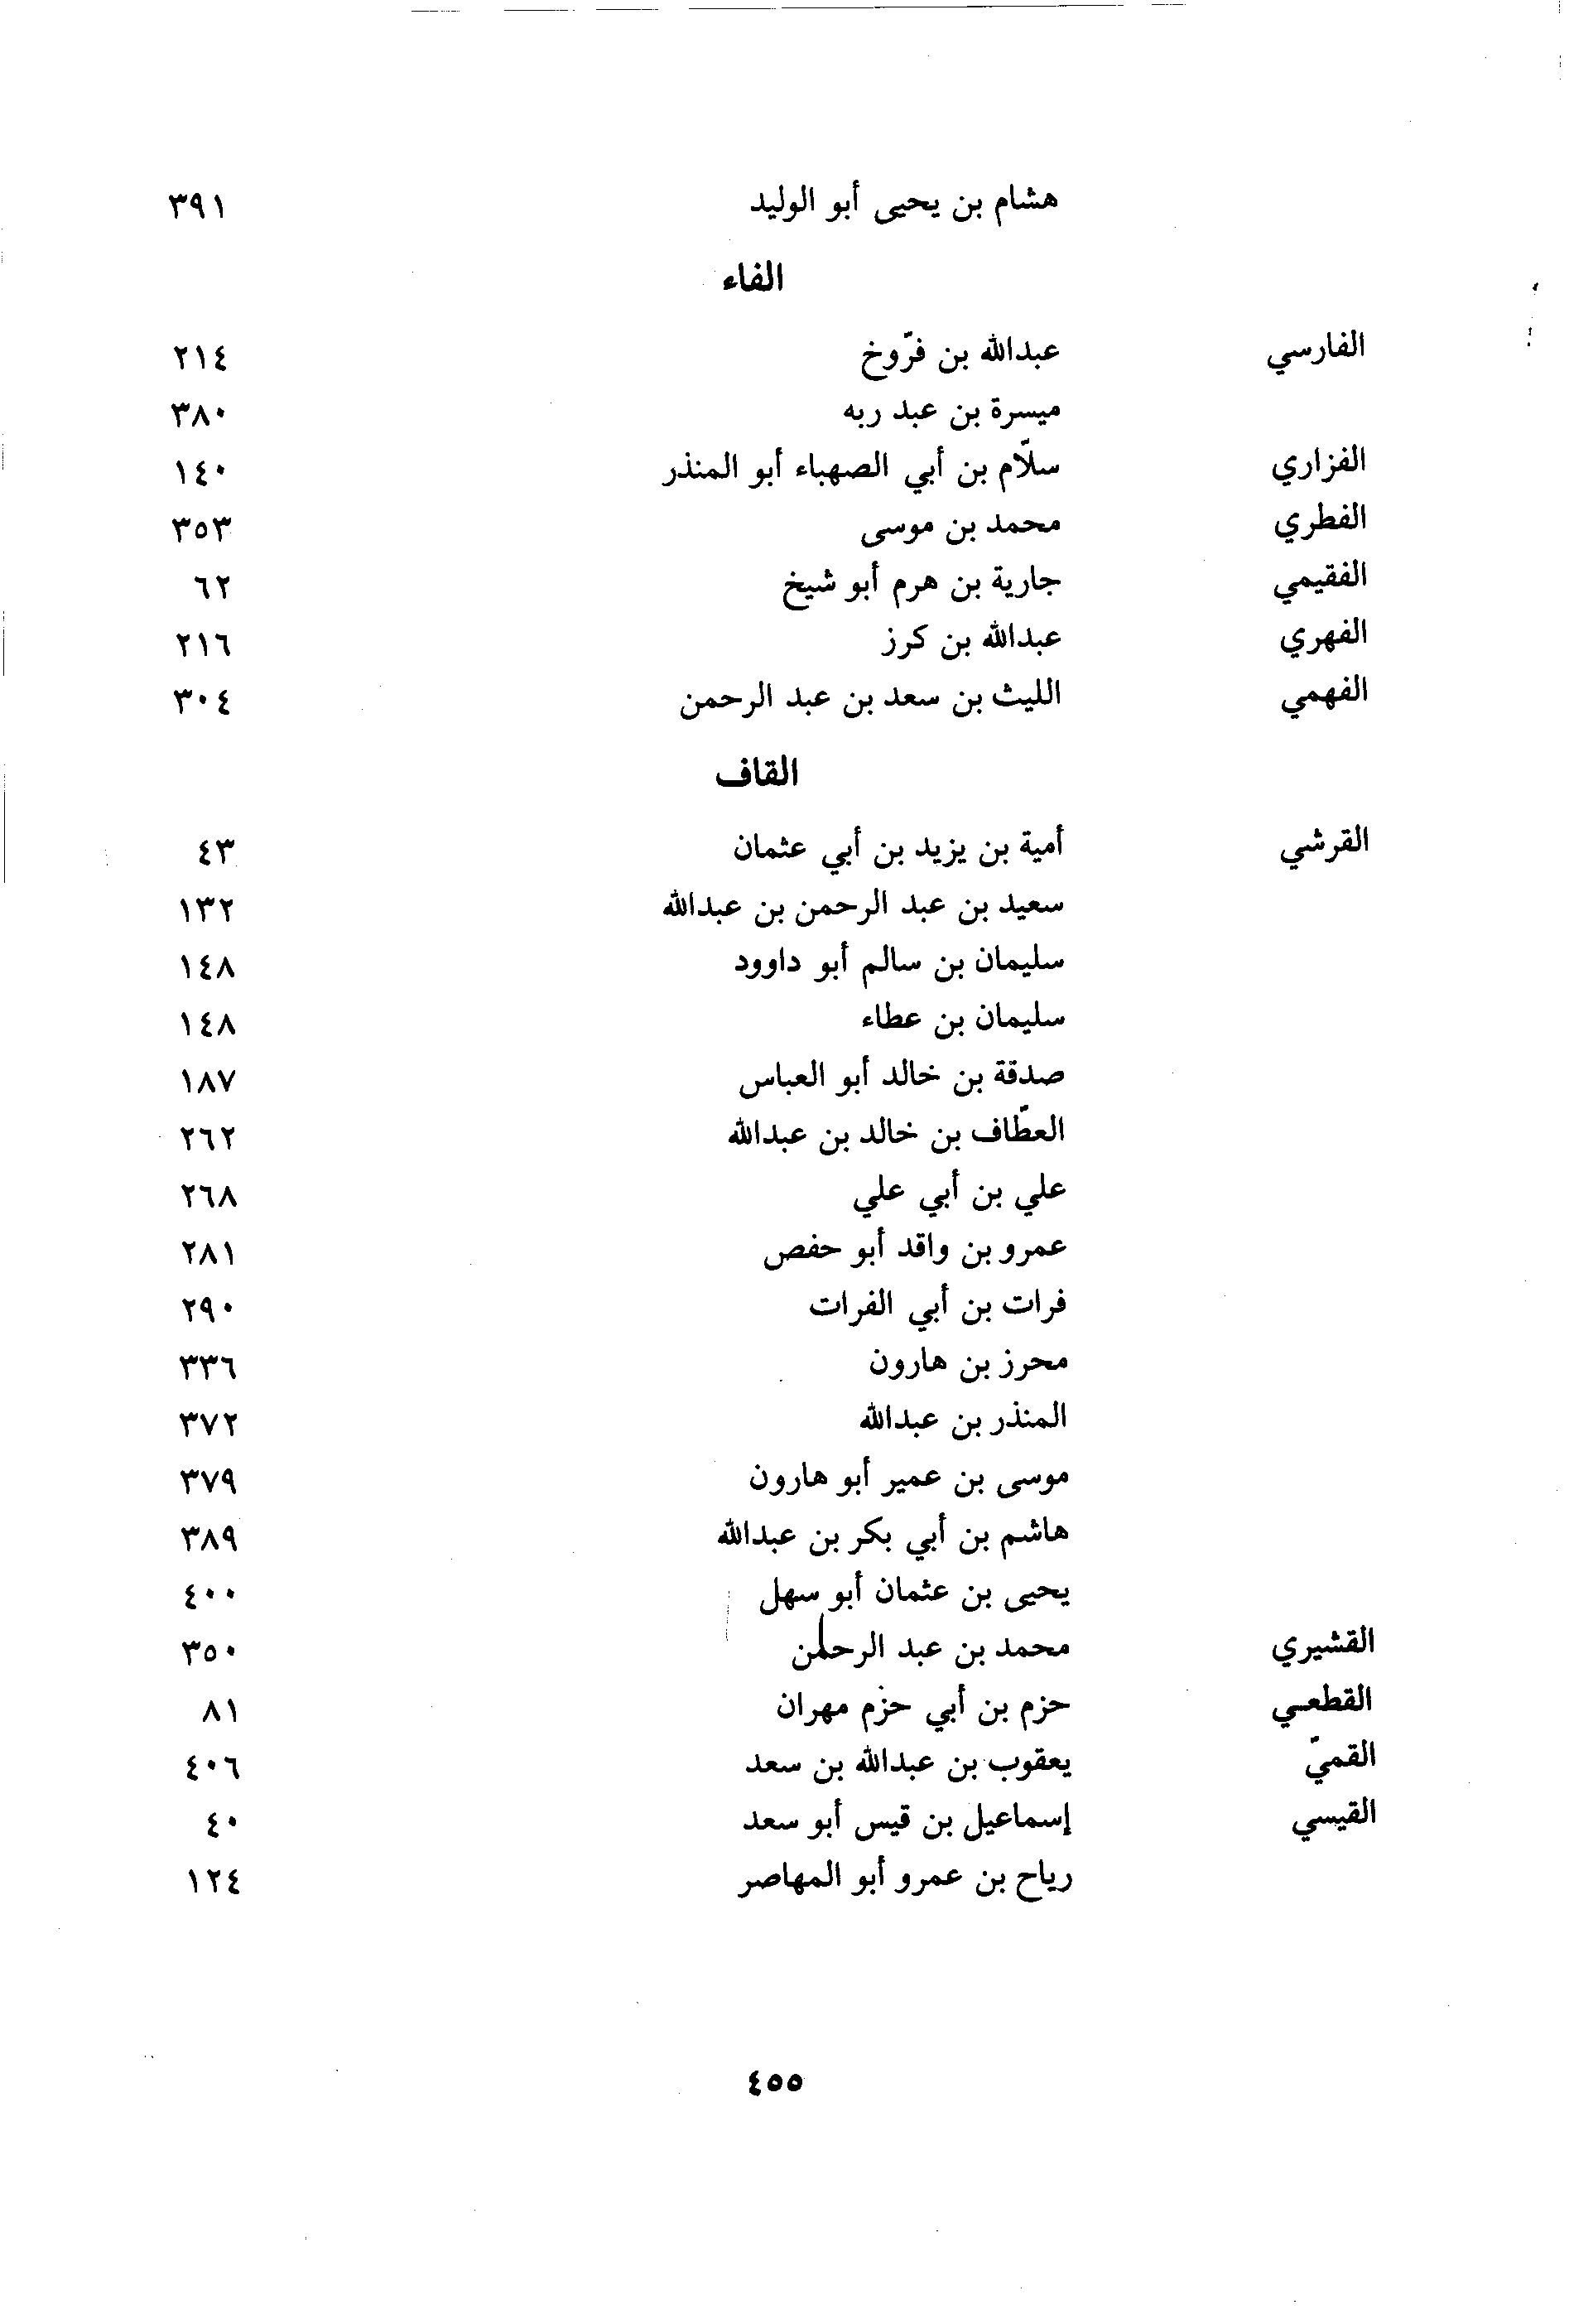 هشام بن يحيى أبو الوليد ٣٩١
الفاء
الفارسي عبدالله بن فرّوخ ٢١٤
ميسرة بن عبد ربه ٣٨٠
الفزاري سلّام بن أبي الصهباء أبو المنذر ١٤٠
الفطري محمد بن موسى ٣٥٣
الفقيمي جارية بن هرم أبو شيخ ٦٢
الفهري عبدالله بن كرز ٢١٦
الفهمي الليث بن سعد بن عبد الرحمن ٣٠٤
القاف
القرشي أمية بن يزيد بن أبي عثمان ٤٣
سعيد بن عبد الرحمن بن عبدالله ١٣٢
سليمان بن سالم أبو داوود ١٤٨
سليمان بن عطاء ١٤٨
صدقة بن خالد أبو العباس ١٨٧
العطّاف بن خالد بن عبدالله ٢٦٢
علي بن أبي علي ٢٦٨
عمرو بن واقد أبو حفص ٢٨١
فرات بن أبي الفرات ٢٩٠
محرز بن هارون ٣٣٦
المنذر بن عبدالله ٣٧٢
موسى بن عمير أبو هارون ٣٧٩
هاشم بن أبي بكر بن عبدالله ٣٨٩
يحيى بن عثمان أبو سهل ٤٠٠
القشيري محمد بن عبد الرحمن ٣٥٠
القطعي حزم بن أبي حزم مهران ٨١
القميّ يعقوب بن عبدالله بن سعد ٤٠٦
القيسي إسماعيل بن قيس أبو سعد ٤٠
رياح بن عمرو أبو المهاصر ١٢٤
٤٥٥